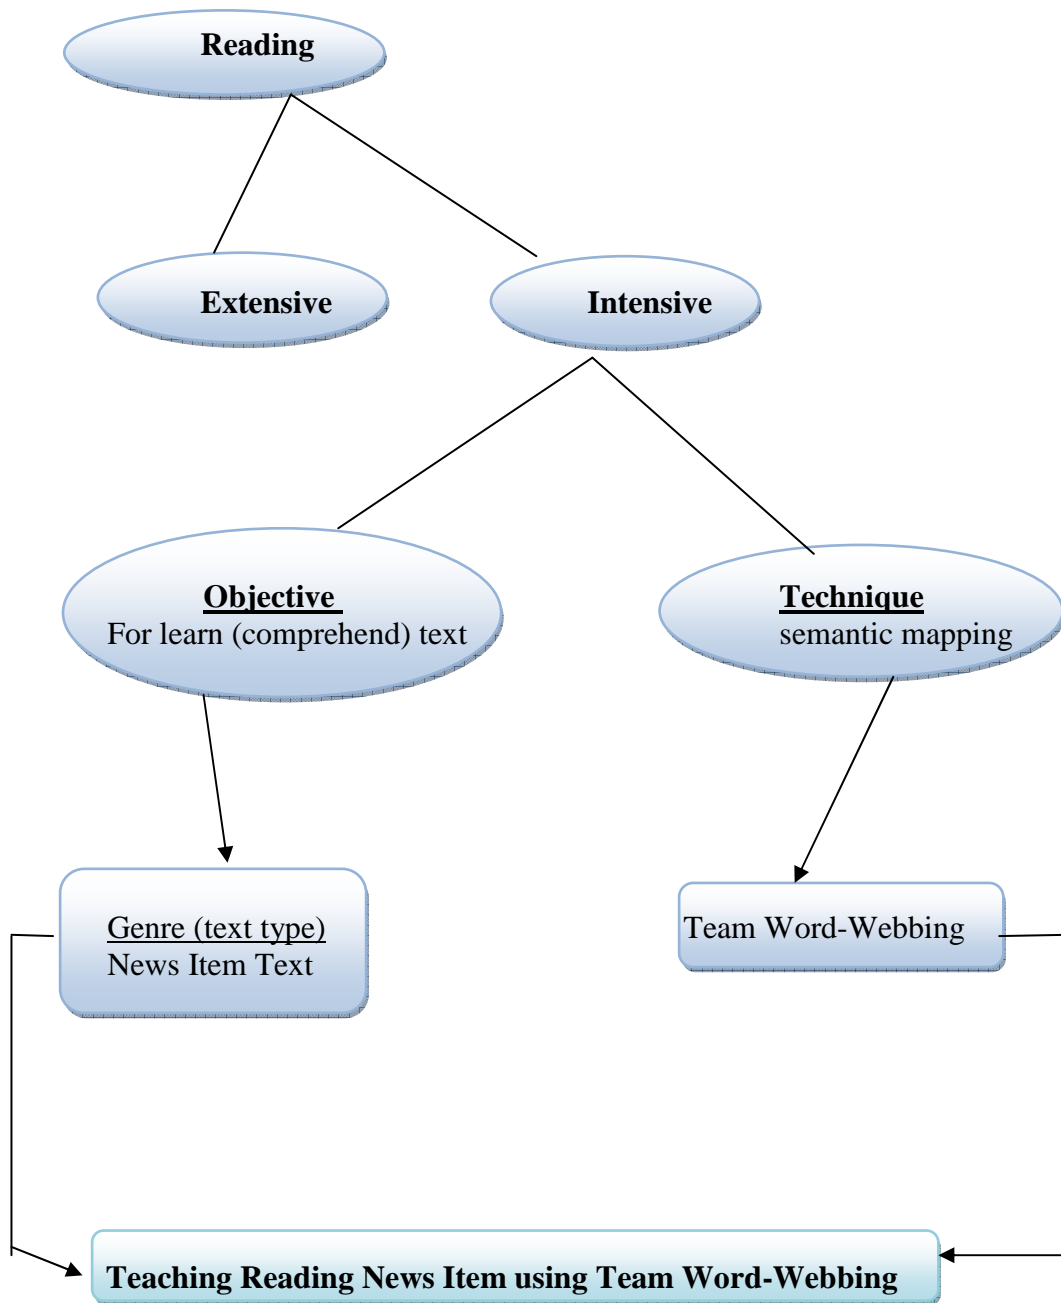 Reading
Extensive
Intensive
Objective
For learn (comprehend) text
Technique
semantic mapping
Genre (text type)
News Item Text
Team Word-Webbing
Teaching Reading News Item using Team Word-Webbing